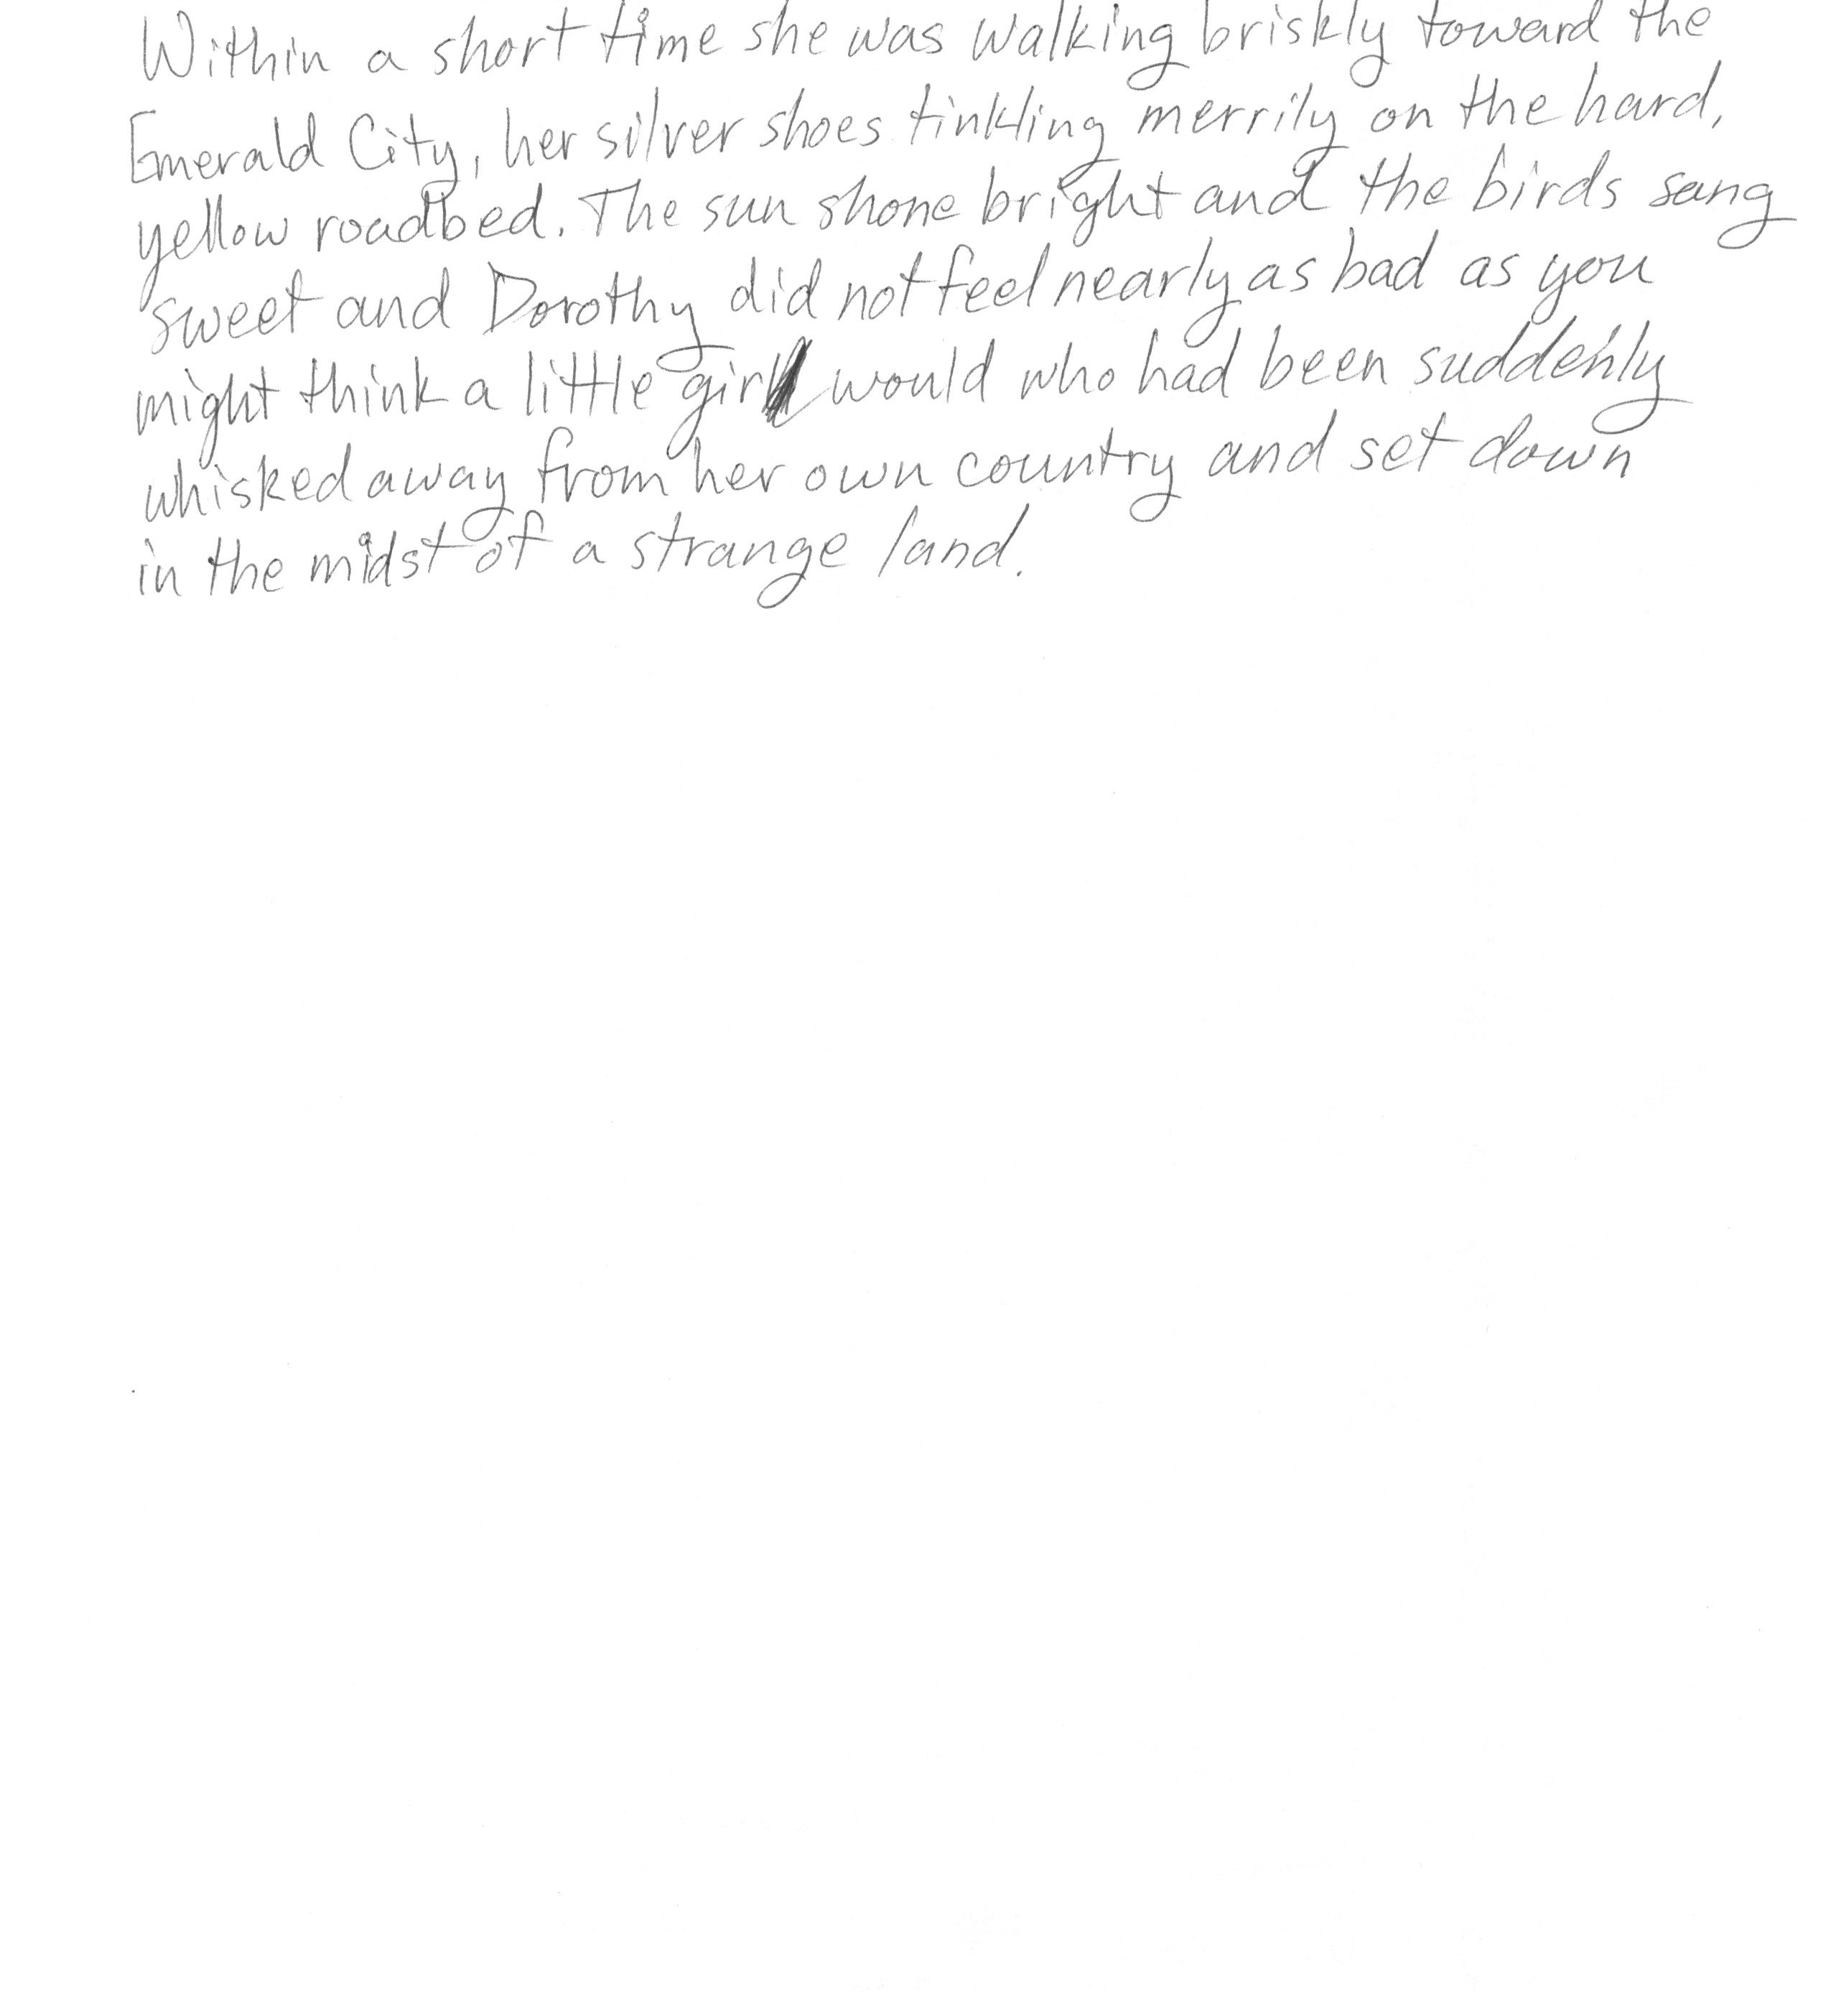 Within a short time she was walking briskly toward the
Emerald City, her silver shoes tinkling merrily on the hard,
yellow roadbed. The sun shone bright and the birds sang
sweet and Dorothy did not feel nearly as bad as you
might think a little girl would who had been suddenly
whisked away from her own country and set down
in the midst of a strange land.